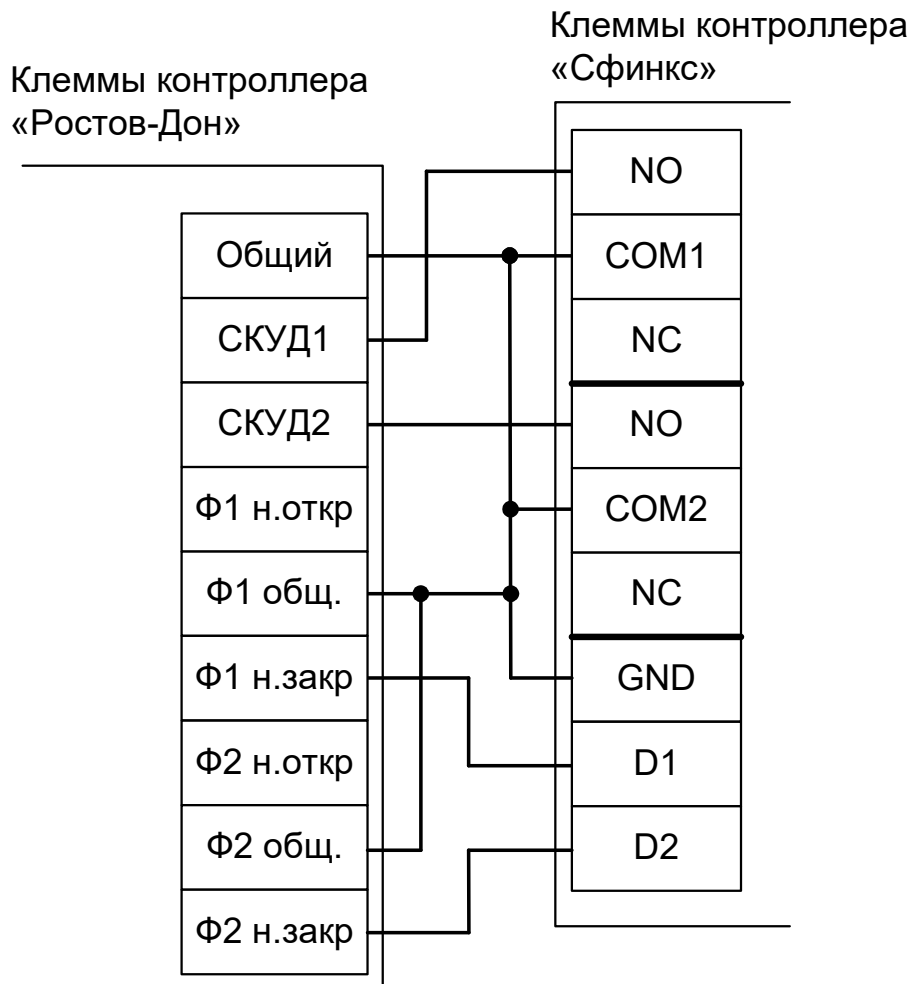 Клеммы контроллера
«Ростов-Дон»
Общий
СКУД1
СКУД2
Ф1 н.откр
Ф1 общ.
Ф1 н.закр
Ф2 н.откр
Ф2 общ.
Ф2 н.закр
Клеммы контроллера
«Сфинкс»
NO
COM1
NC
NO
COM2
NC
GND
D1
D2